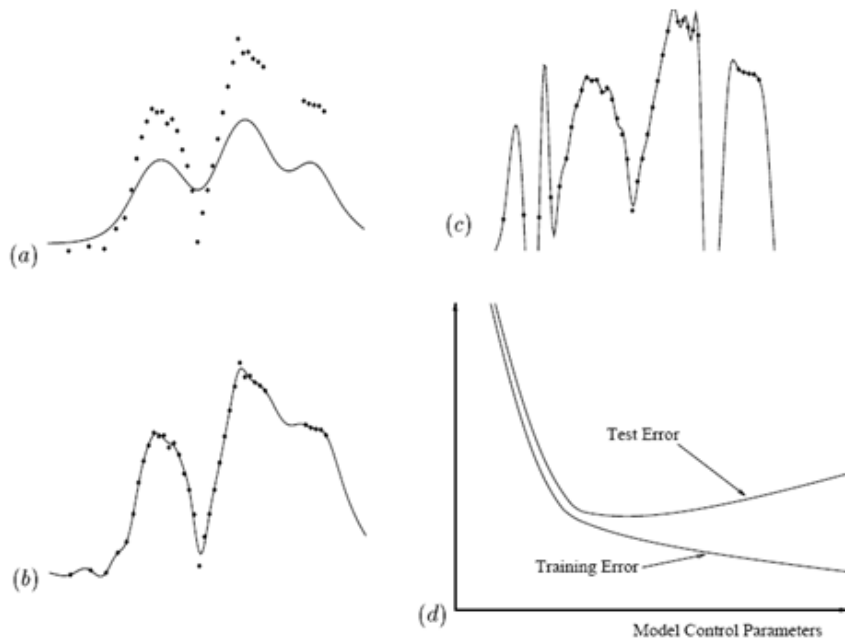 (a)
(c)
(b)
Test Error
Training Error
(d)
Model Control Parameters